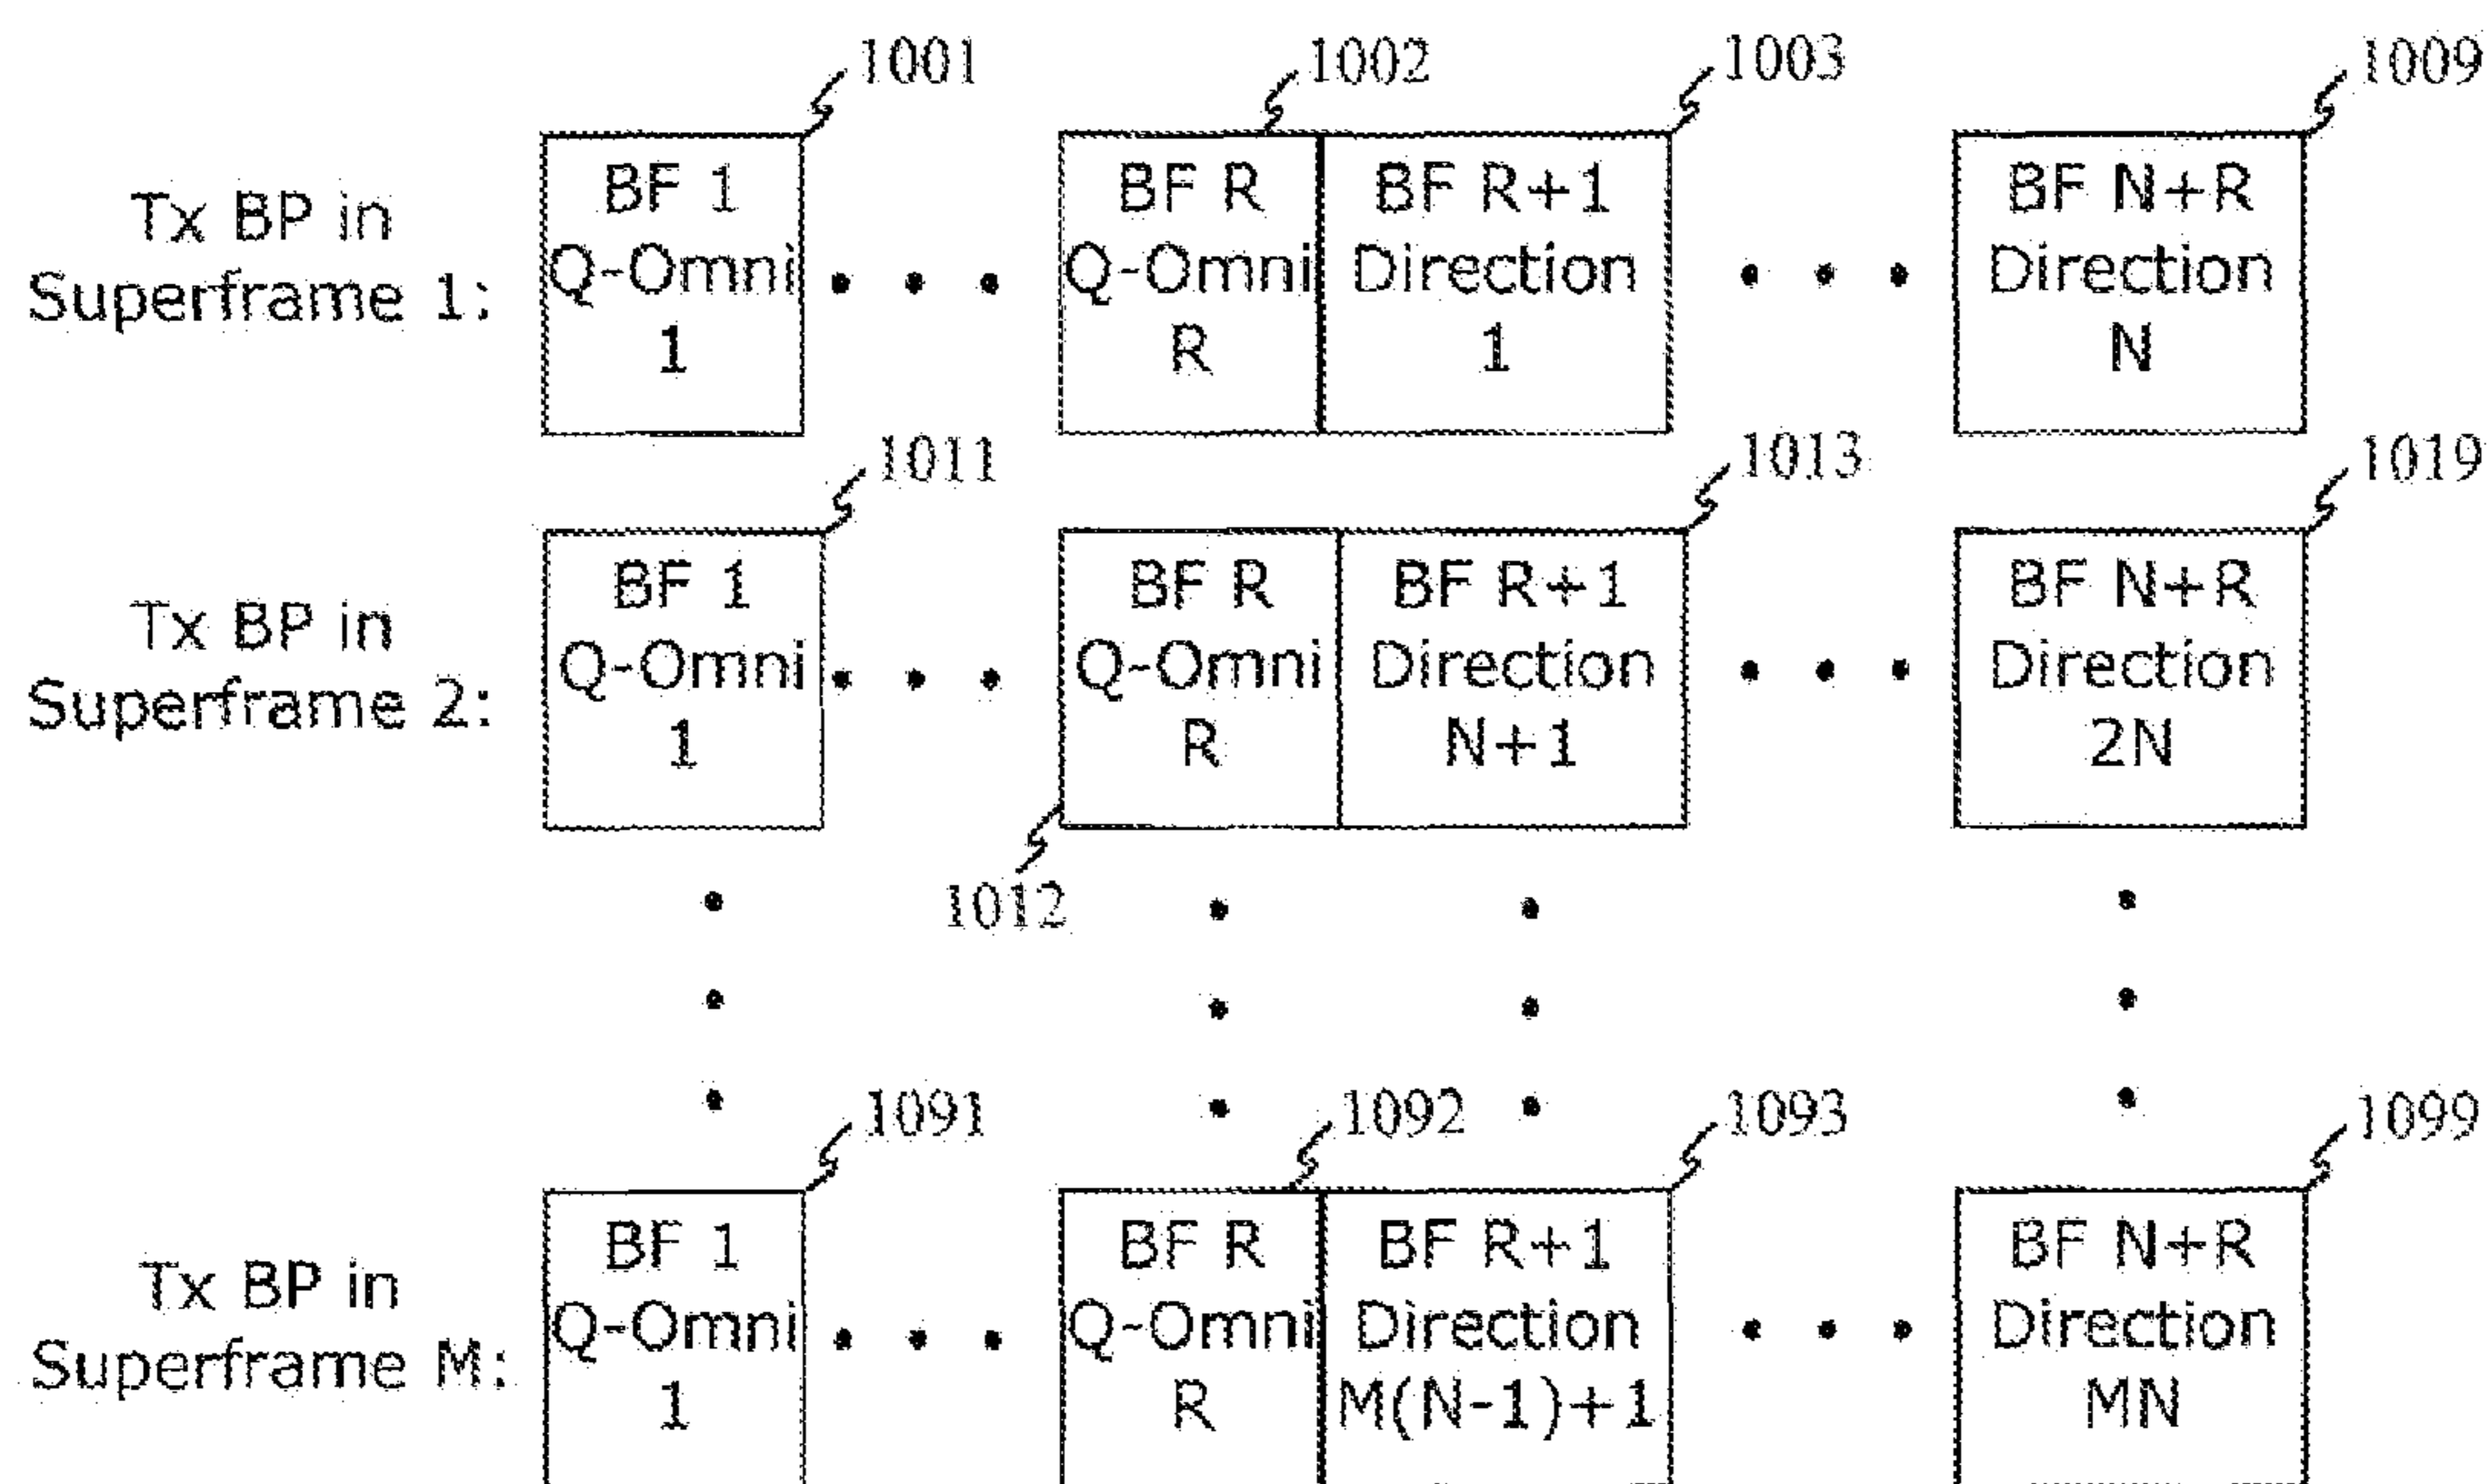 1001
1002
1003
1009
Tx BP in
Superframe 1:
BF 1
Q-Omni
1
BF R
Q-Omni
R
BF R+1
Direction
1
BF N+R
Direction
N
1011
1013
1019
Tx BP in
Superframe 2:
BF 1
Q-Omni
1
BF R
Q-Omni
R
BF R+1
Direction
N+1
BF N+R
Direction
2N
1012
1091
1092
1093
1099
Tx BP in
Superframe M:
BF 1
Q-Omni
1
BF R
Q-Omni
R
BF R+1
Direction
M(N-1)+1
BF N+R
Direction
MN